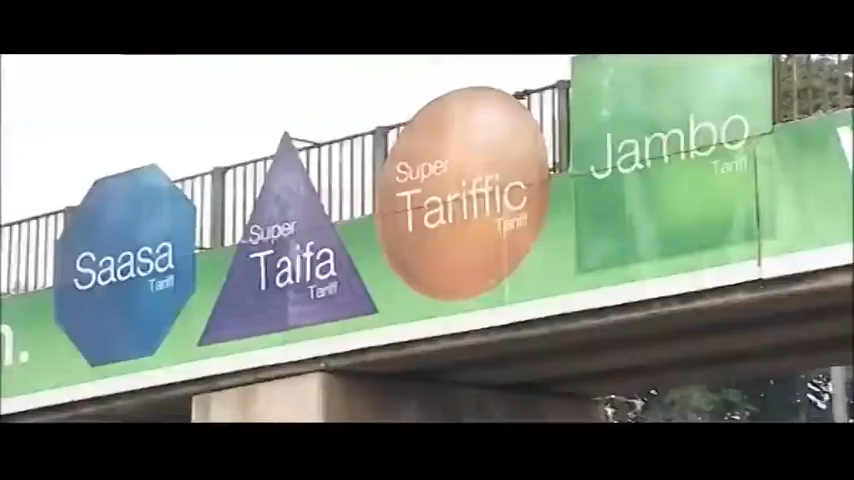 n.
Saasa
Tariff
Super
Taifa
Tariff
Super
Tariffic
Tariff
Jambo
Tariff